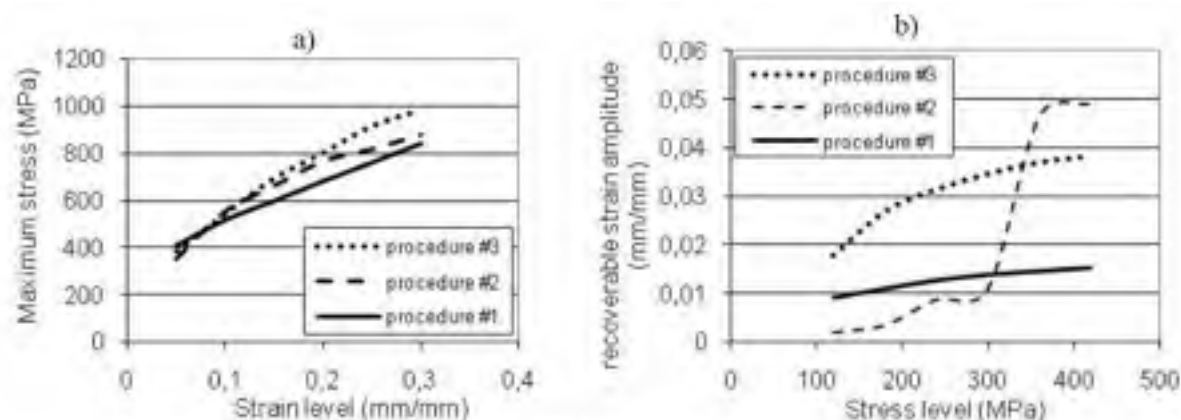 a)
Maximum stress (MPa)
1200
1000
800
600
400
200
0
procedure #3
procedure #2
procedure #1
0
0,1
0,2
0,3
0,4
Strain level (mm/mm)
b)
recoverable strain amplitude
(mm/mm)
0,06
0,05
0,04
0,03
0,02
0,01
0
procedure #3
procedure #2
procedure #1
0
100
200
300
400
500
Stress level (MPa)